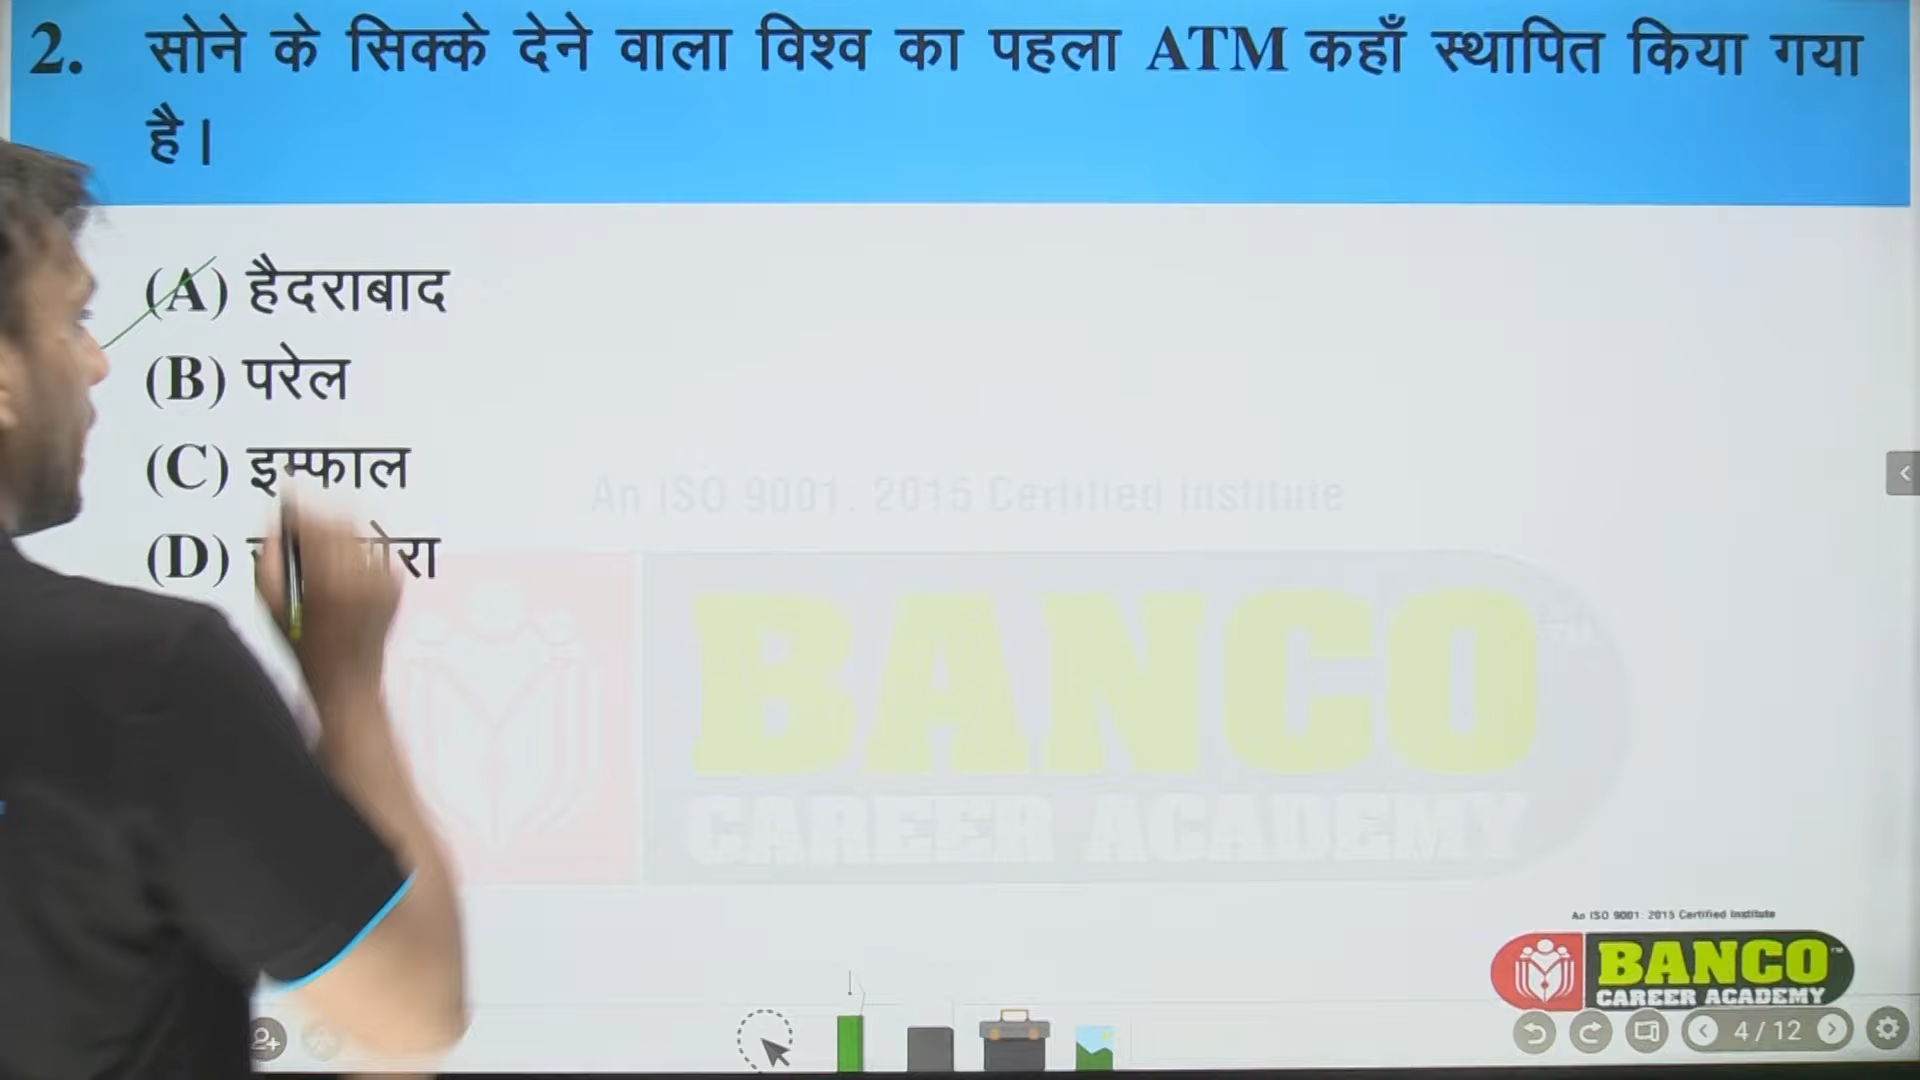 2. सोने के सिक्के देने वाला विश्व का पहला ATM कहाँ स्थापित किया गया
है।
(A) हैदराबाद
(B) परेल
(C) इम्फाल
(D)
An ISO 9001: 2015 Certified Institute
BANCO
CAREER ACADEMY
An ISO 9001: 2015 Certified Institute
BANCO™
CAREER ACADEMY
4/12